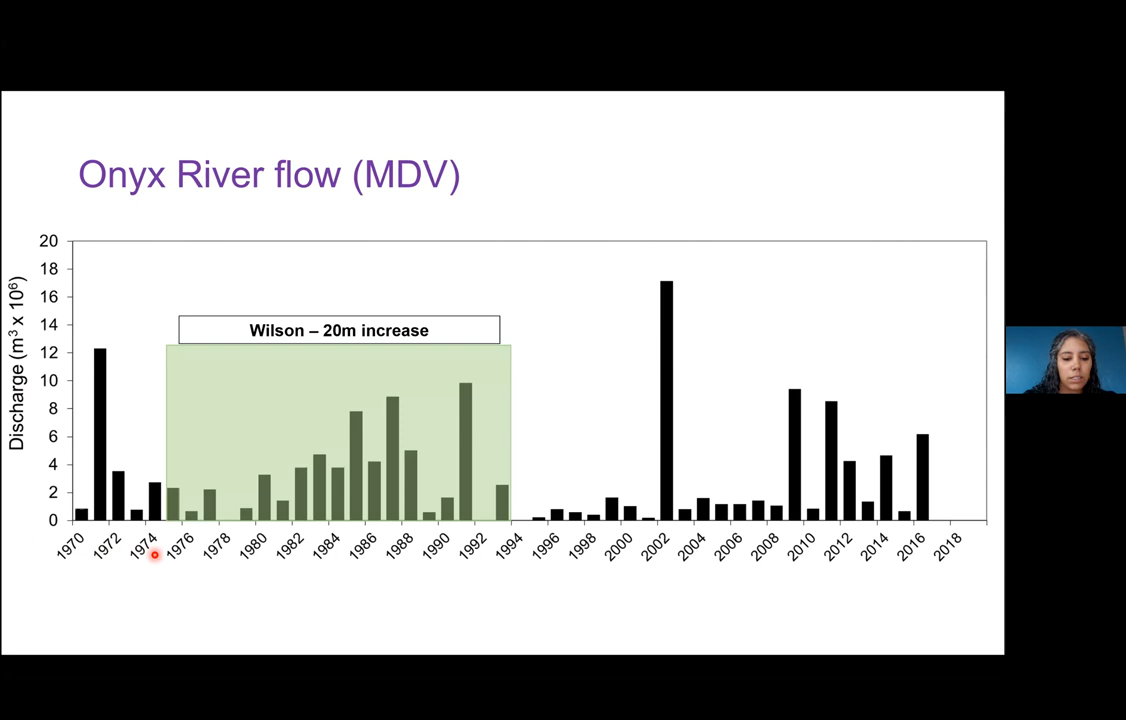 Onyx River flow (MDV)
Discharge (m³ x 10⁶)
20
18
16
14
12
10
8
6
4
2
0
Wilson – 20m increase
1970 1972 1974 1976 1978 1980 1982 1984 1986 1988 1990 1992 1994 1996 1998 2000 2002 2004 2006 2008 2010 2012 2014 2016 2018